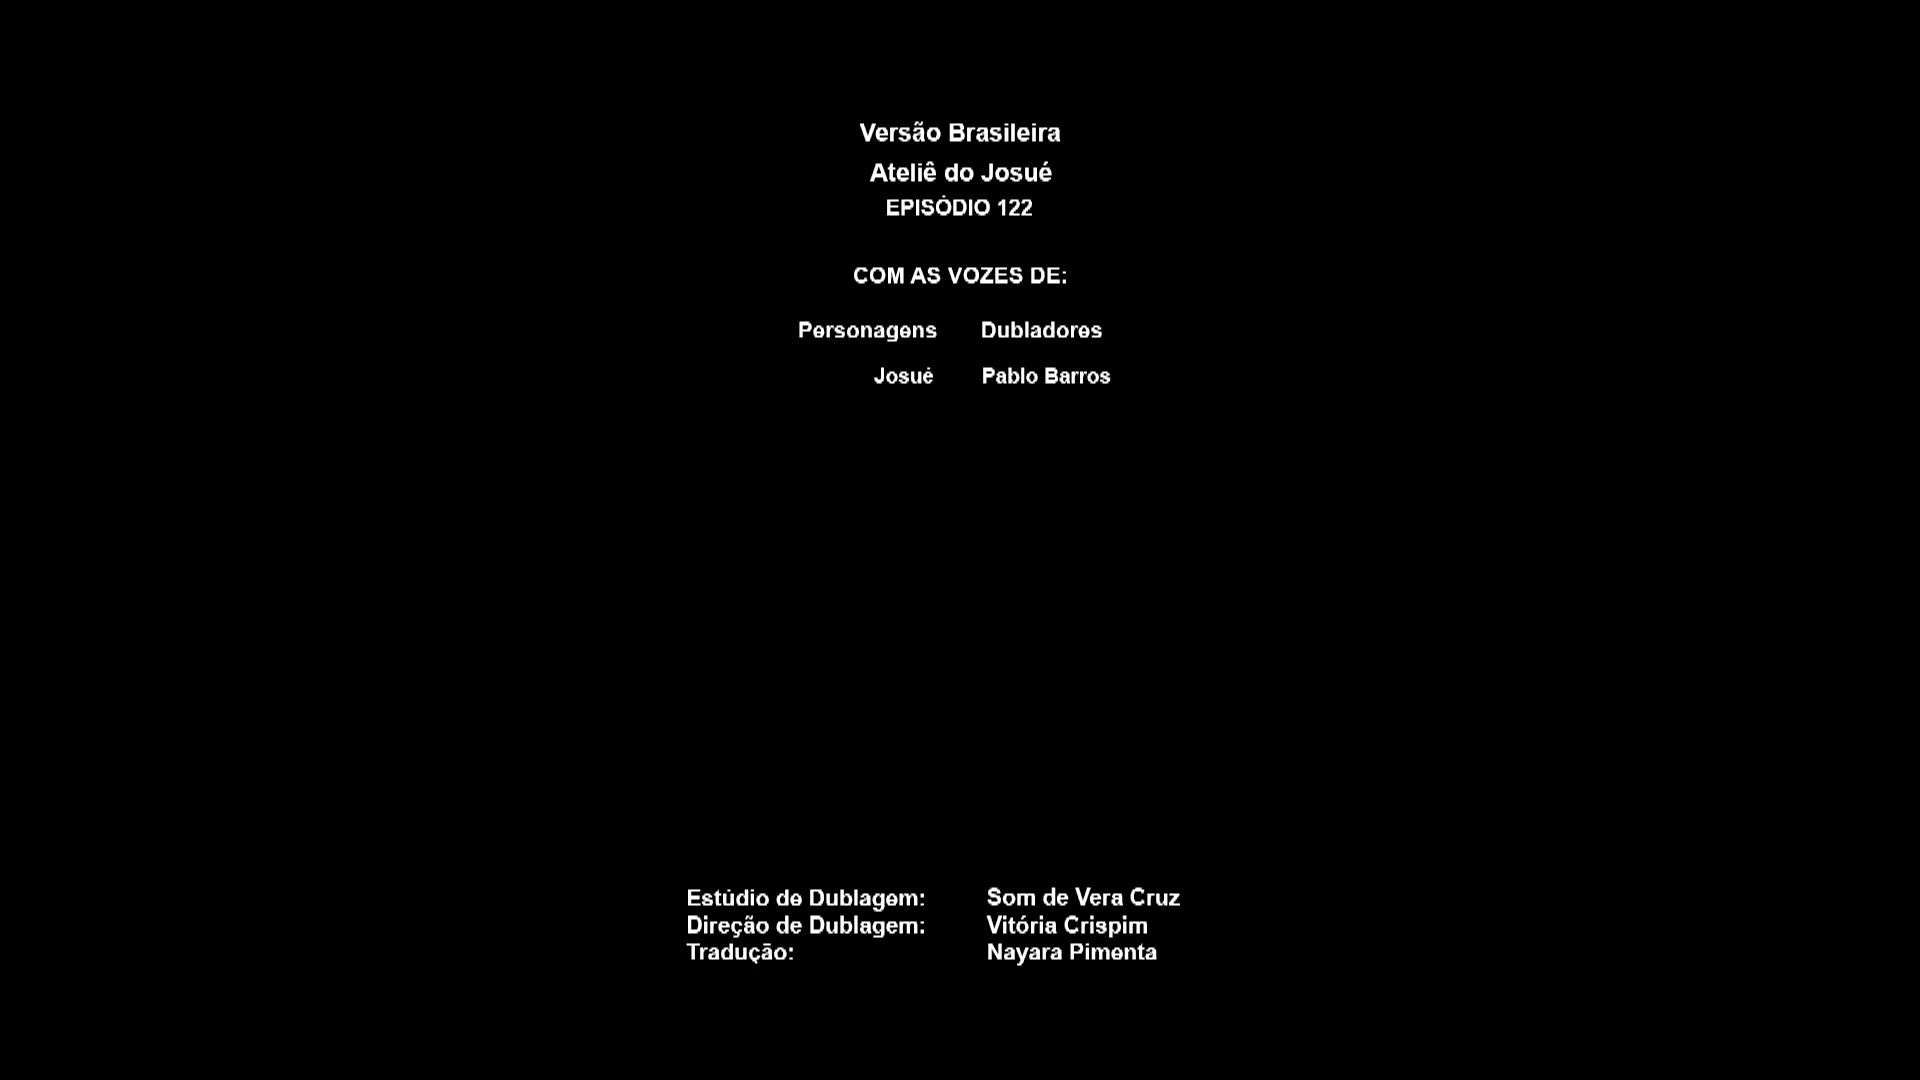 Versão Brasileira
Ateliê do Josué
EPISÓDIO 122
COM AS VOZES DE:
Personagens Dubladores
Josué Pablo Barros
Estúdio de Dublagem: Som de Vera Cruz
Direção de Dublagem: Vitória Crispim
Tradução: Nayara Pimenta